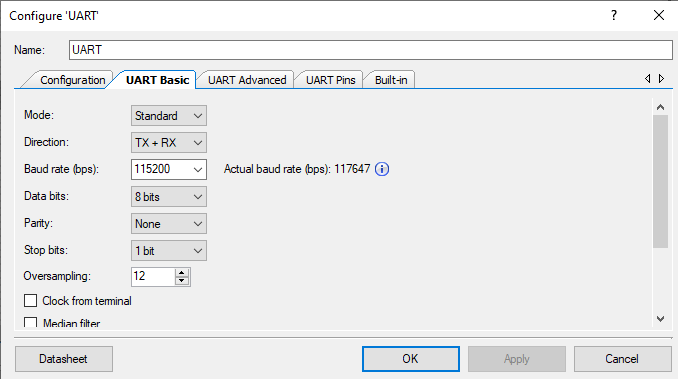 Configure 'UART'
Name: UART
Configuration UART Basic UART Advanced UART Pins Built-in
Mode: Standard
Direction: TX + RX
Baud rate (bps): 115200 Actual baud rate (bps): 117647
Data bits: 8 bits
Parity: None
Stop bits: 1 bit
Oversampling: 12
Clock from terminal
Median filter
Datasheet OK Apply Cancel